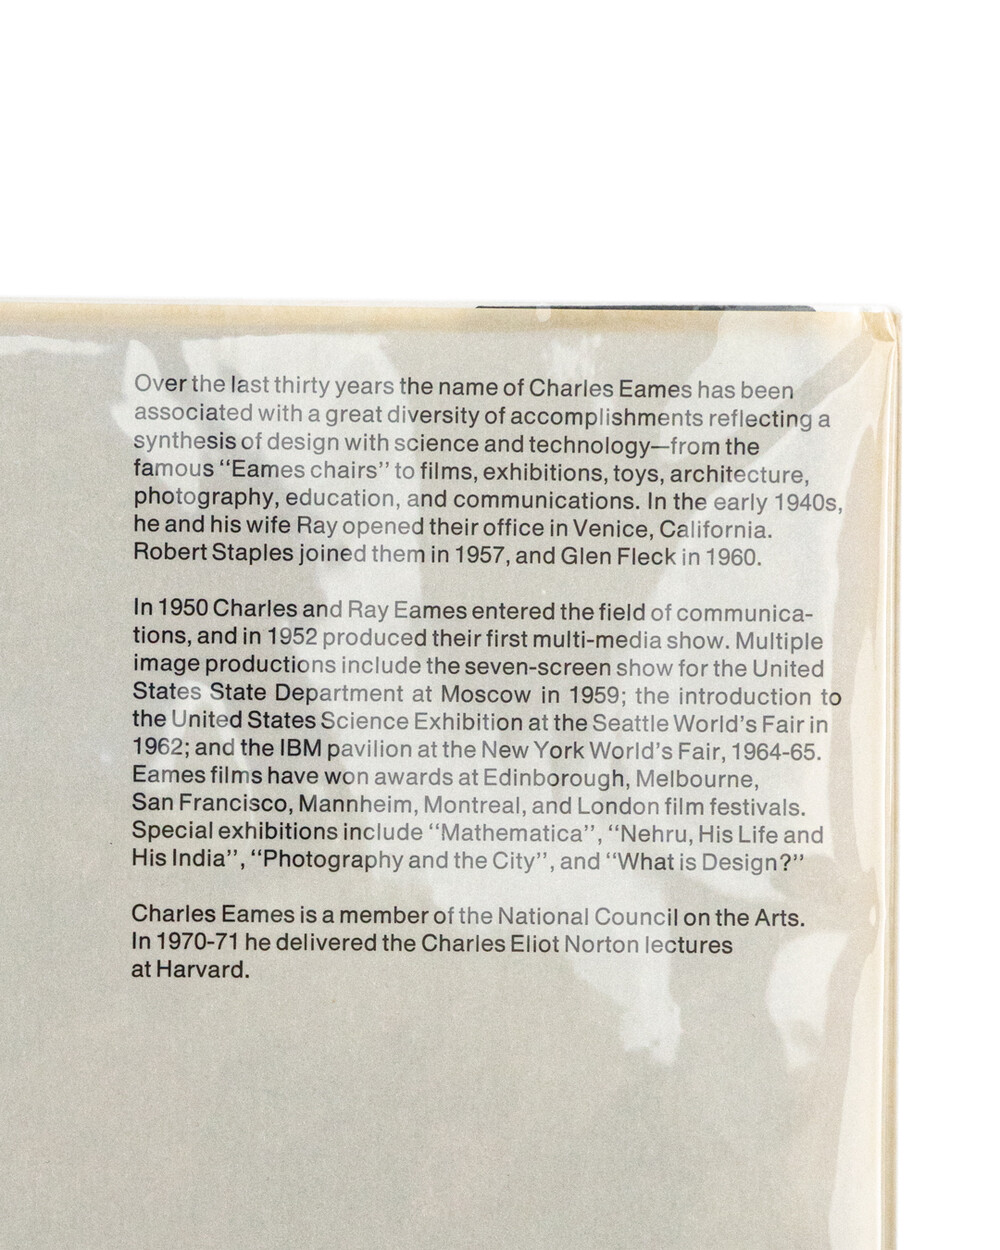 Over the last thirty years the name of Charles Eames has been
associated with a great diversity of accomplishments reflecting a
synthesis of design with science and technology—from the
famous “Eames chairs” to films, exhibitions, toys, architecture,
photography, education, and communications. In the early 1940s,
he and his wife Ray opened their office in Venice, California.
Robert Staples joined them in 1957, and Glen Fleck in 1960.
In 1950 Charles and Ray Eames entered the field of communica-
tions, and in 1952 produced their first multi-media show. Multiple
image productions include the seven-screen show for the United
States State Department at Moscow in 1959; the introduction to
the United States Science Exhibition at the Seattle World's Fair in
1962; and the IBM pavilion at the New York World's Fair, 1964-65.
Eames films have won awards at Edinborough, Melbourne,
San Francisco, Mannheim, Montreal, and London film festivals.
Special exhibitions include “Mathematica”, “Nehru, His Life and
His India”, “Photography and the City”, and “What is Design?”
Charles Eames is a member of the National Council on the Arts.
In 1970-71 he delivered the Charles Eliot Norton lectures
at Harvard.